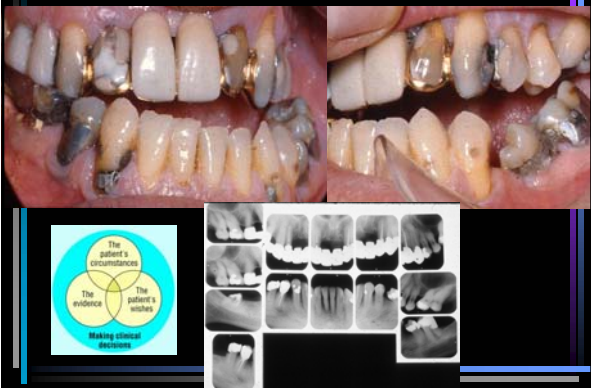 The
patient's
circumstances
The
evidence
The
patient's
wishes
Making clinical
decisions